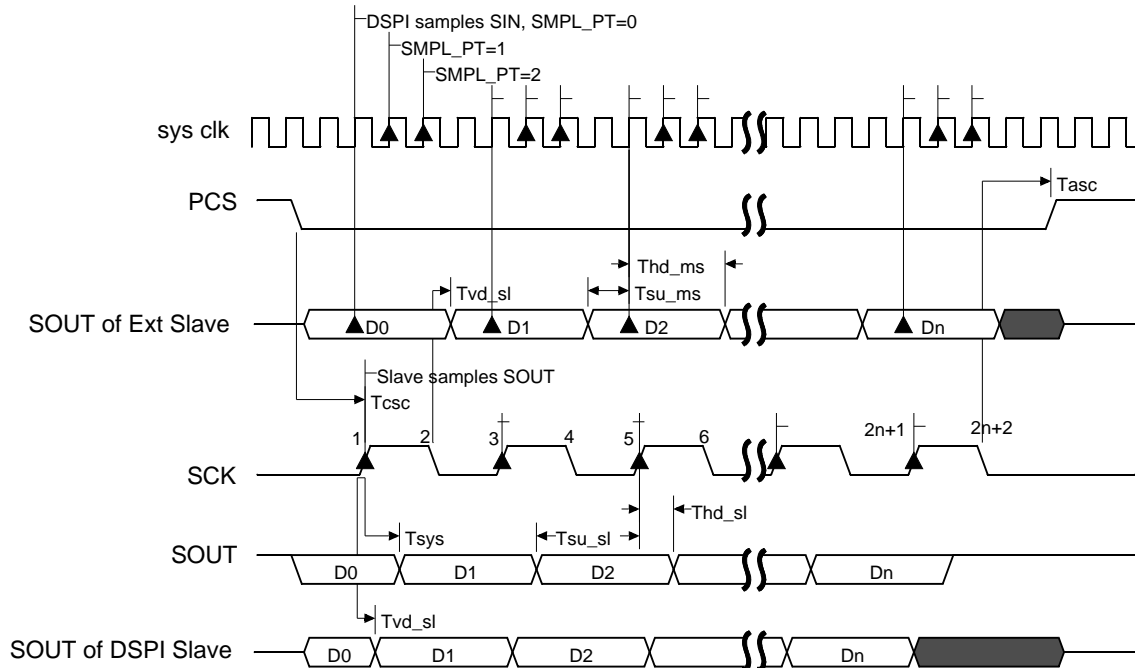 DSPI samples SIN, SMPL_PT=0
SMPL_PT=1
SMPL_PT=2
sys clk
PCS
Tasc
Thd_ms
Tvd_sl
Tsu_ms
SOUT of Ext Slave
D0
D1
D2
Dn
Slave samples SOUT
Tcsc
1
2
3
4
5
6
2n+1
2n+2
SCK
Thd_sl
Tsys
Tsu_sl
SOUT
D0
D1
D2
Dn
Tvd_sl
SOUT of DSPI Slave
D0
D1
D2
Dn